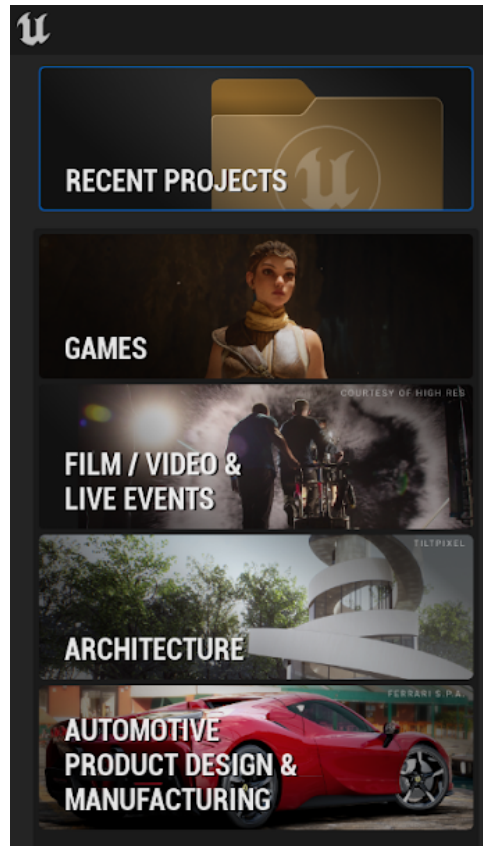 RECENT PROJECTS
GAMES
COURTESY OF HIGH RES
FILM / VIDEO &
LIVE EVENTS
TILTPIXEL
ARCHITECTURE
FERRARI S.P.A.
AUTOMOTIVE
PRODUCT DESIGN &
MANUFACTURING